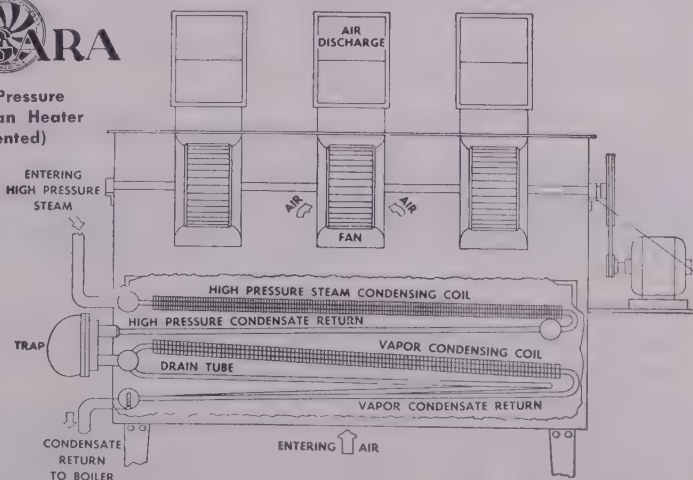 ARA
Pressure
an Heater
ented)
AIR
DISCHARGE
ENTERING
HIGH PRESSURE
STEAM
AIR
AIR
FAN
HIGH PRESSURE STEAM CONDENSING COIL
HIGH PRESSURE CONDENSATE RETURN
TRAP
VAPOR CONDENSING COIL
DRAIN TUBE
VAPOR CONDENSATE RETURN
CONDENSATE
RETURN
TO BOILER
ENTERING AIR